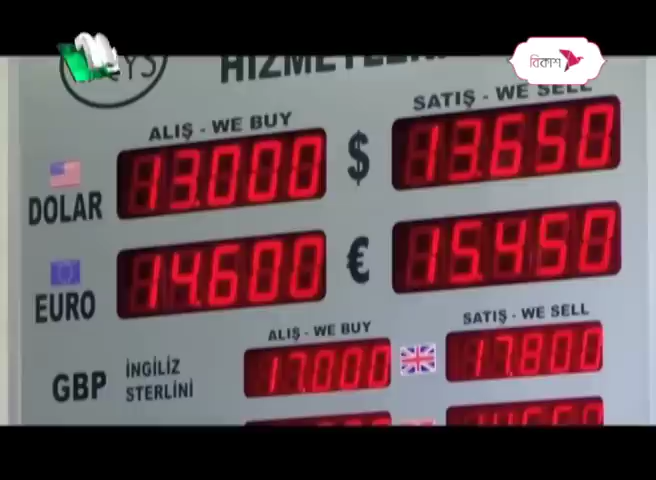 বিকাশ
ALIŞ - WE BUY
SATIŞ - WE SELL
DOLAR 13.000 $ 13.650
EURO 14.600 € 15.450
ALIŞ - WE BUY
SATIŞ - WE SELL
GBP İNGİLİZ STERLİNİ 17.000 17.800